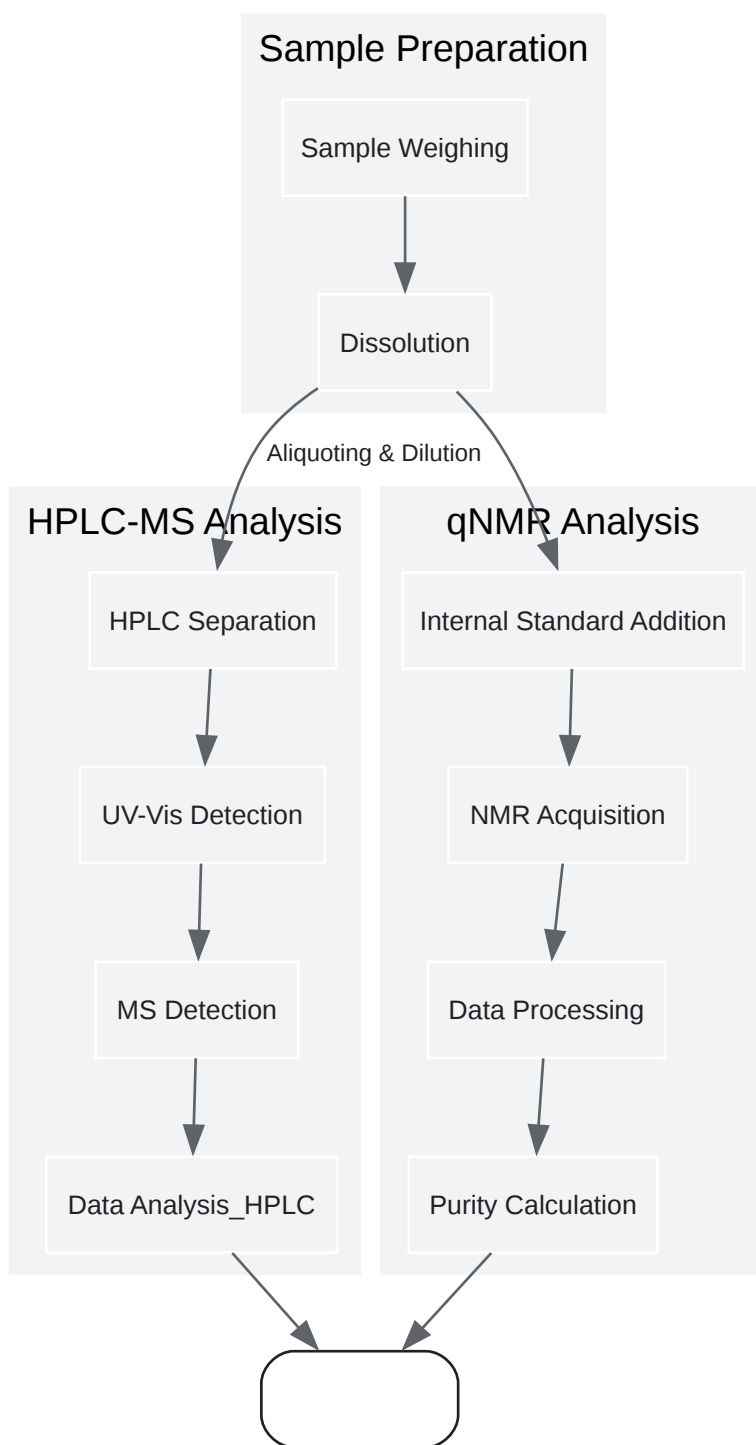 Sample Preparation
Sample Weighing
Dissolution
Aliquoting & Dilution
HPLC-MS Analysis
HPLC Separation
UV-Vis Detection
MS Detection
Data Analysis_HPLC
qNMR Analysis
Internal Standard Addition
NMR Acquisition
Data Processing
Purity Calculation